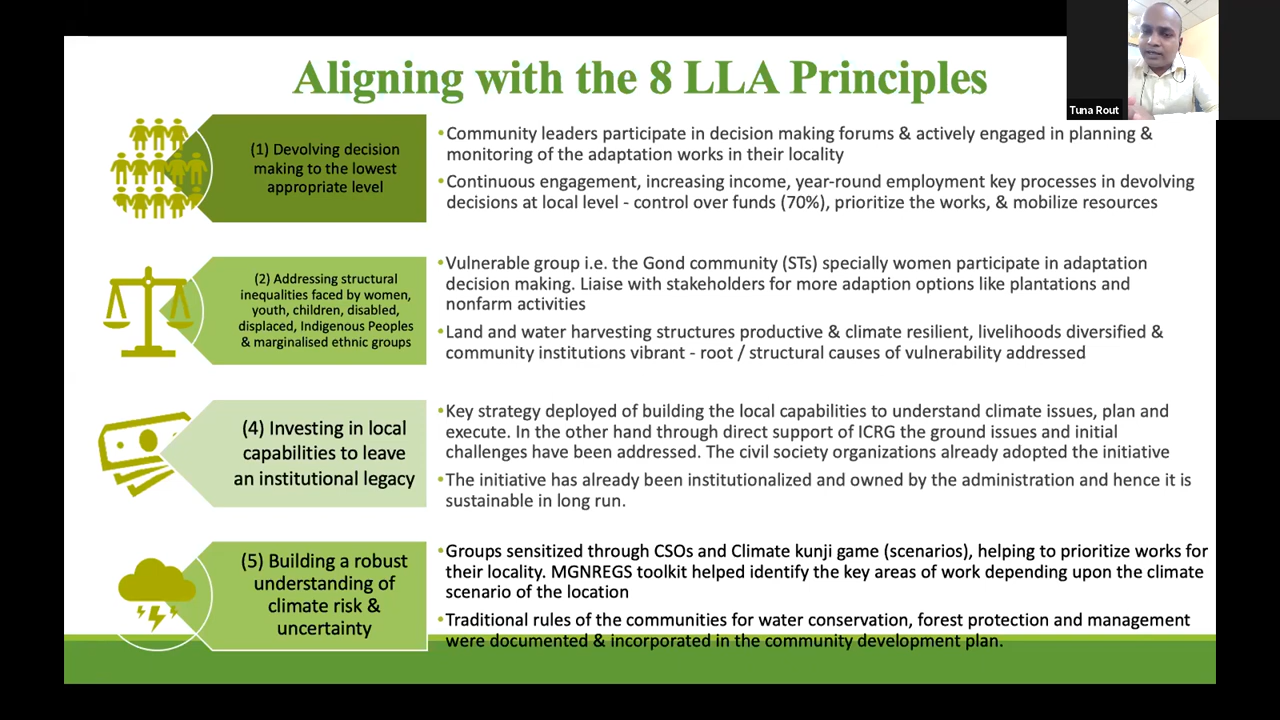 Aligning with the 8 LLA Principles
Tuna Rout
(1) Devolving decision
making to the lowest
appropriate level
•Community leaders participate in decision making forums & actively engaged in planning &
monitoring of the adaptation works in their locality
•Continuous engagement, increasing income, year-round employment key processes in devolving
decisions at local level - control over funds (70%), prioritize the works, & mobilize resources
(2) Addressing structural
inequalities faced by women,
youth, children, disabled,
displaced, Indigenous Peoples
& marginalised ethnic groups
•Vulnerable group i.e. the Gond community (STs) specially women participate in adaptation
decision making. Liaise with stakeholders for more adaption options like plantations and
nonfarm activities
•Land and water harvesting structures productive & climate resilient, livelihoods diversified &
community institutions vibrant - root / structural causes of vulnerability addressed
(4) Investing in local
capabilities to leave
an institutional legacy
•Key strategy deployed of building the local capabilities to understand climate issues, plan and
execute. In the other hand through direct support of ICRG the ground issues and initial
challenges have been addressed. The civil society organizations already adopted the initiative
•The initiative has already been institutionalized and owned by the administration and hence it is
sustainable in long run.
(5) Building a robust
understanding of
climate risk &
uncertainty
•Groups sensitized through CSOs and Climate kunji game (scenarios), helping to prioritize works for
their locality. MGNREGS toolkit helped identify the key areas of work depending upon the climate
scenario of the location
•Traditional rules of the communities for water conservation, forest protection and management
were documented & incorporated in the community development plan.